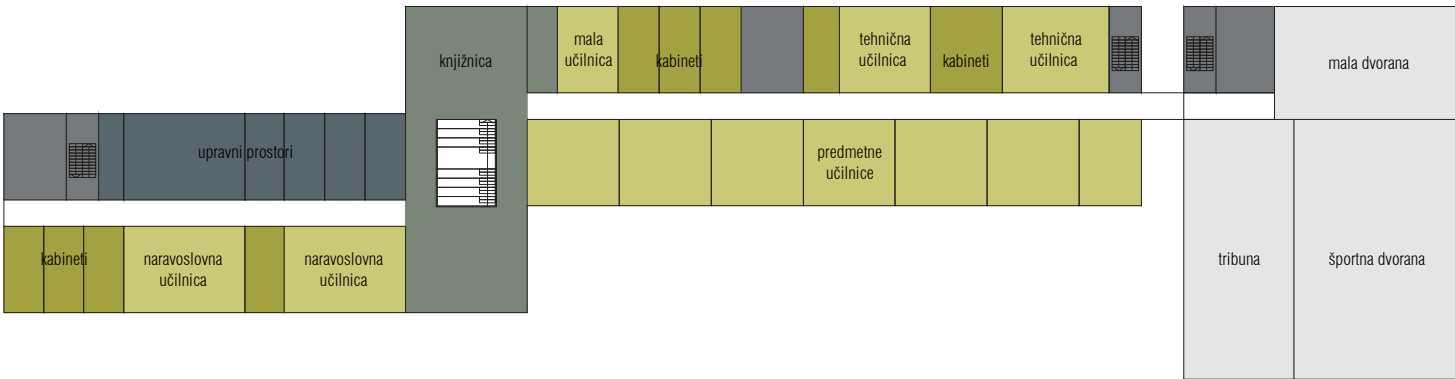 knjižnica
mala
učilnica
kabineti
tehnična
učilnica
kabineti
tehnična
učilnica
mala dvorana
upravni prostori
predmetne
učilnice
kabineti
naravoslovna
učilnica
naravoslovna
učilnica
tribuna
športna dvorana